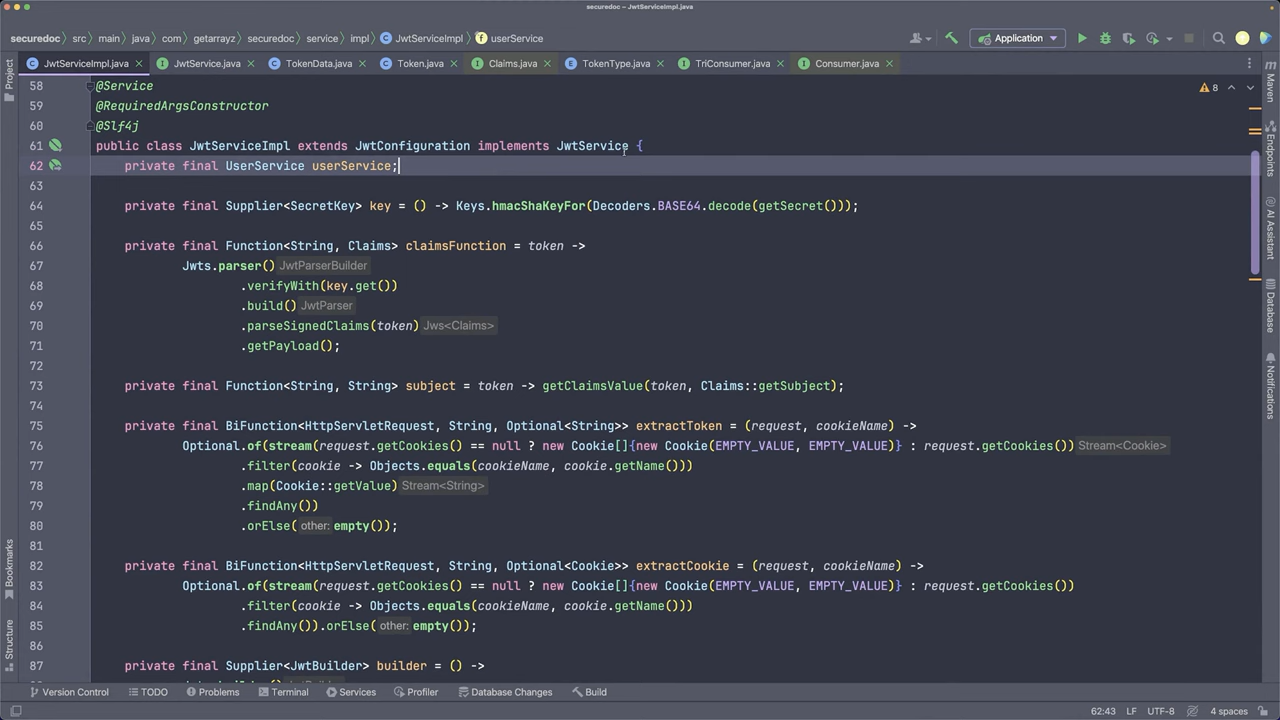 securedoc – JwtServiceImpl.java
securedoc › src › main › java › com › getarrayz › securedoc › service › impl › JwtServiceImpl › userService
Application
JwtServiceImpl.java JwtService.java TokenData.java Token.java Claims.java TokenType.java TriConsumer.java Consumer.java
58 @Service
8
59 @RequiredArgsConstructor
60 @Slf4j
61 public class JwtServiceImpl extends JwtConfiguration implements JwtService {
62 private final UserService userService;
63
64 private final Supplier<SecretKey> key = () -> Keys.hmacShaKeyFor(Decoders.BASE64.decode(getSecret()));
65
66 private final Function<String, Claims> claimsFunction = token ->
67 Jwts.parser() JwtParserBuilder
68 .verifyWith(key.get())
69 .build() JwtParser
70 .parseSignedClaims(token) Jws<Claims>
71 .getPayload();
72
73 private final Function<String, String> subject = token -> getClaimsValue(token, Claims::getSubject);
74
75 private final BiFunction<HttpServletRequest, String, Optional<String>> extractToken = (request, cookieName) ->
76 Optional.of(stream(request.getCookies() == null ? new Cookie[]{new Cookie(EMPTY_VALUE, EMPTY_VALUE)} : request.getCookies()) Stream<Cookie>
77 .filter(cookie -> Objects.equals(cookieName, cookie.getName()))
78 .map(Cookie::getValue) Stream<String>
79 .findAny())
80 .orElse( other: empty());
81
82 private final BiFunction<HttpServletRequest, String, Optional<Cookie>> extractCookie = (request, cookieName) ->
83 Optional.of(stream(request.getCookies() == null ? new Cookie[]{new Cookie(EMPTY_VALUE, EMPTY_VALUE)} : request.getCookies())
84 .filter(cookie -> Objects.equals(cookieName, cookie.getName()))
85 .findAny()).orElse( other: empty());
86
87 private final Supplier<JwtBuilder> builder = () ->
Project
Bookmarks
Structure
Maven
Endpoints
AI Assistant
Database
Notifications
Version Control TODO Problems Terminal Services Profiler Database Changes Build
62:43 LF UTF-8 4 spaces